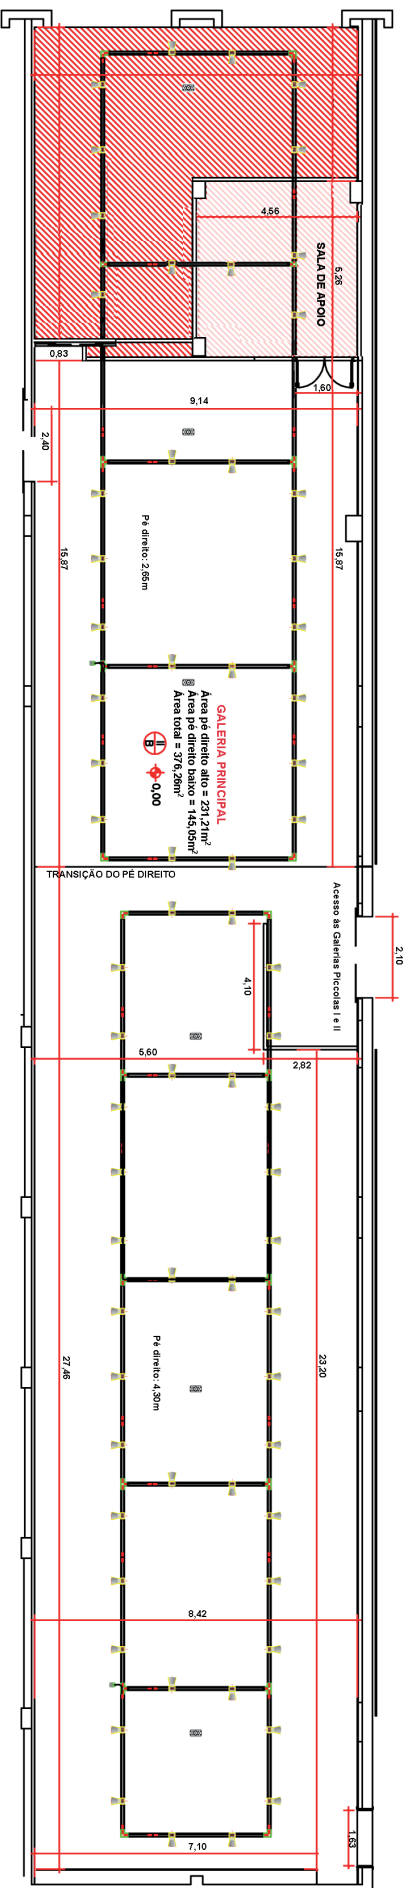 4,56
5,26
SALA DE APOIO
0,83
1,60
9,14
2,40
15,87
15,87
Pé direito: 2,65m
GALERIA PRINCIPAL
Área pé direito alto = 231,21m²
Área pé direito baixo = 145,05m²
Área total = 376,26m²
II
B
0,00
TRANSIÇÃO DO PÉ DIREITO
Acesso às Galerias Piccolas I e II
2,10
4,10
5,60
2,82
Pé direito: 4,30m
27,46
23,20
8,42
1,63
7,10